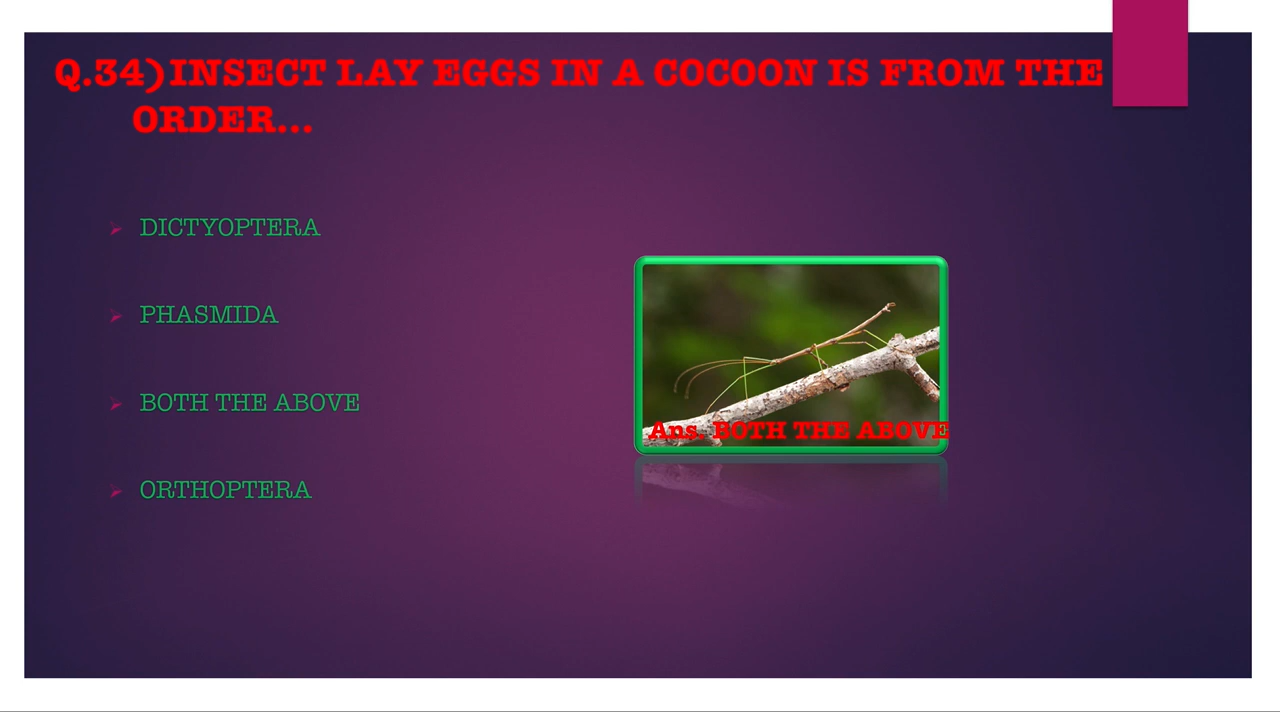 Q.34) INSECT LAY EGGS IN A COCOON IS FROM THE
ORDER...
DICTYOPTERA
PHASMIDA
BOTH THE ABOVE
Ans. BOTH THE ABOVE
ORTHOPTERA